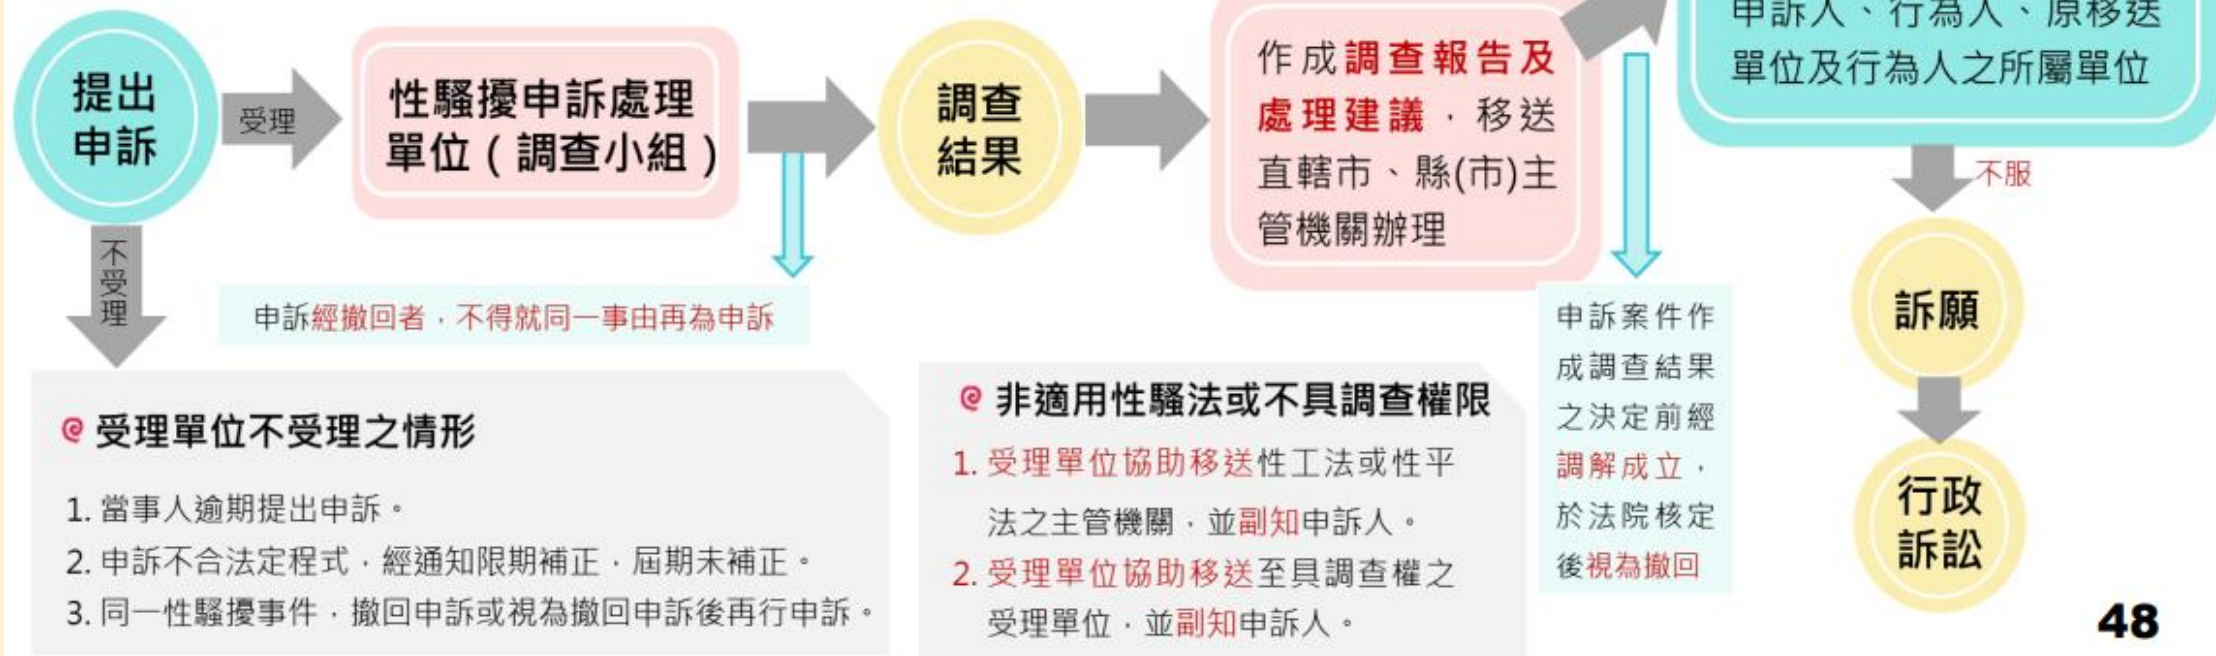 提出
申訴
受理
性騷擾申訴處理
單位(調查小組)
調查
結果
作成調查報告及
處理建議，移送
直轄市、縣(市)主
管機關辦理
申訴人、行為人、原移送
單位及行為人之所屬單位
不服
訴願
行政
訴訟
不受理
申訴經撤回者，不得就同一事由再為申訴
申訴案件作
成調查結果
之決定前經
調解成立，
於法院核定
後視為撤回
受理單位不受理之情形
1. 當事人逾期提出申訴。
2. 申訴不合法定程式，經通知限期補正，屆期未補正。
3. 同一性騷擾事件，撤回申訴或視為撤回申訴後再行申訴。
非適用性騷法或不具調查權限
1. 受理單位協助移送性工法或性平
法之主管機關，並副知申訴人。
2. 受理單位協助移送至具調查權之
受理單位，並副知申訴人。
48